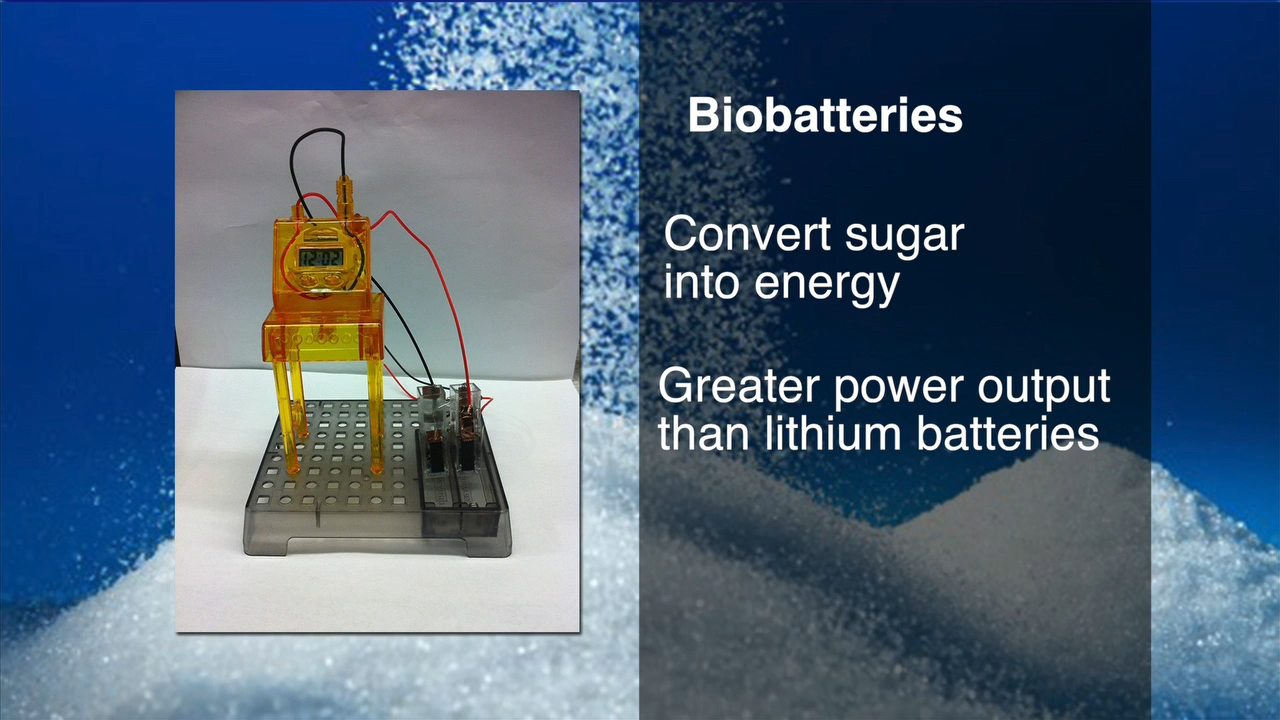 Biobatteries
Convert sugar
into energy
Greater power output
than lithium batteries
12:02